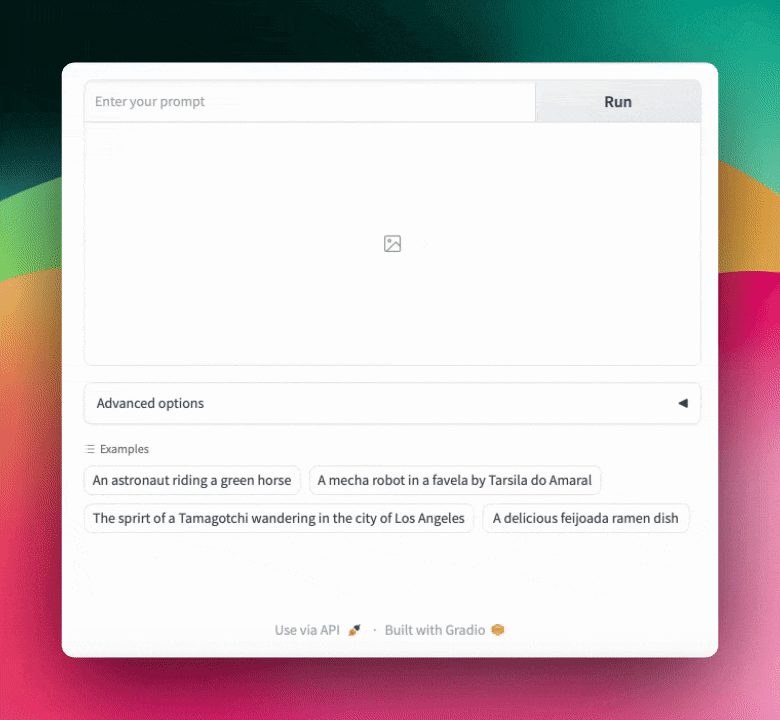 Enter your prompt Run
Advanced options
Examples
An astronaut riding a green horse A mecha robot in a favela by Tarsila do Amaral
The sprirt of a Tamagotchi wandering in the city of Los Angeles A delicious feijoada ramen dish
Use via API · Built with Gradio